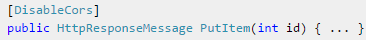 [DisableCors]
public HttpResponseMessage PutItem(int id) { ... }